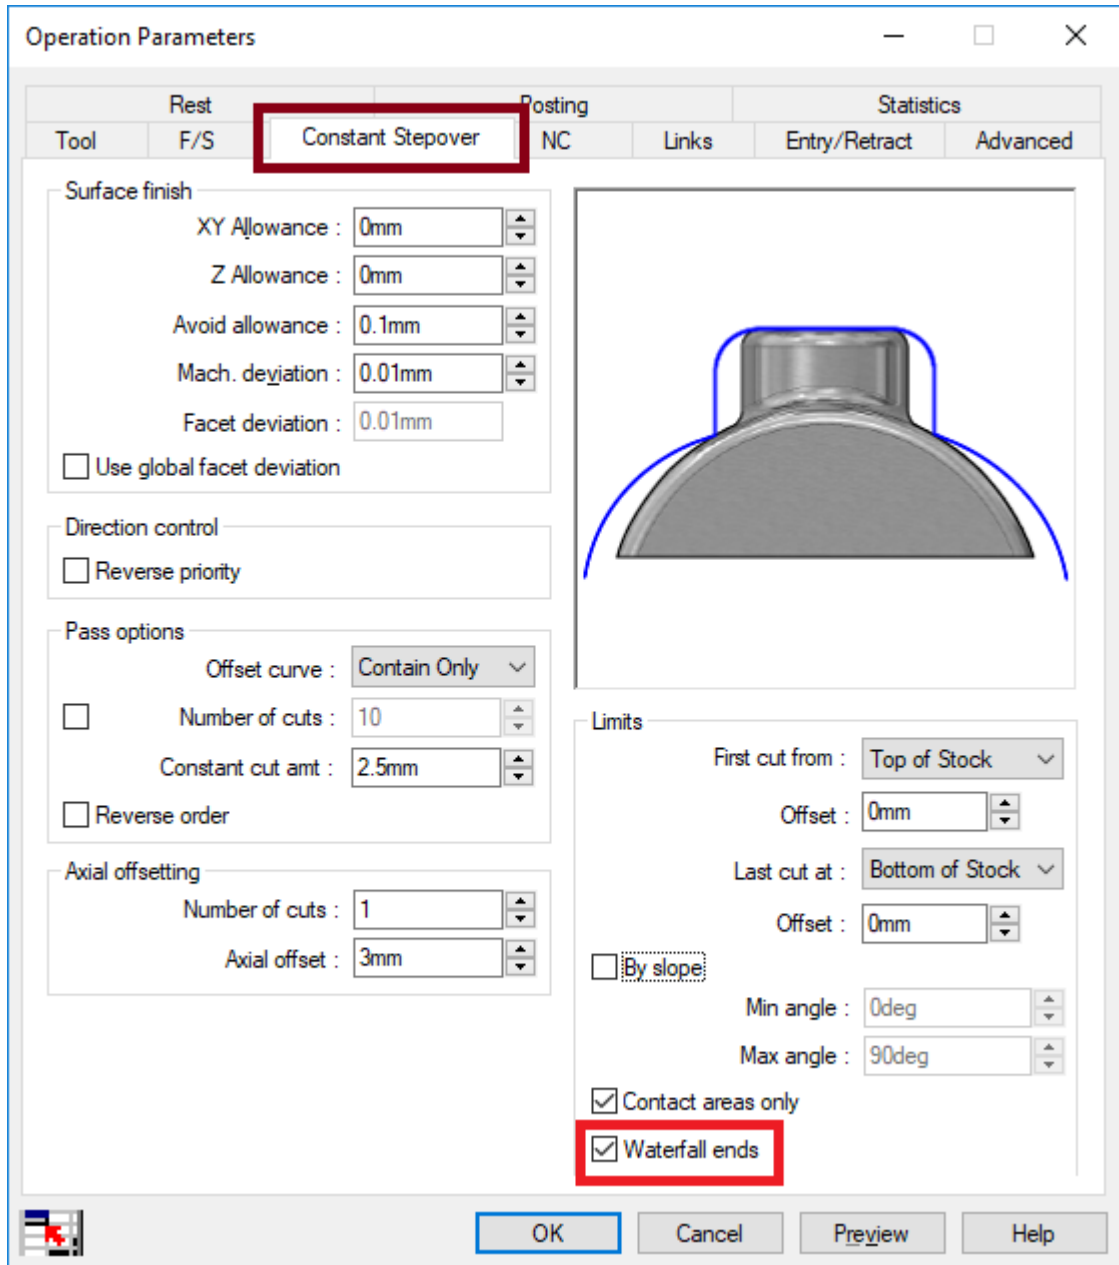 Operation Parameters
Rest Posting Statistics
Tool F/S Constant Stepover NC Links Entry/Retract Advanced
Surface finish
XY Allowance : 0mm
Z Allowance : 0mm
Avoid allowance : 0.1mm
Mach. deviation : 0.01mm
Facet deviation : 0.01mm
Use global facet deviation
Direction control
Reverse priority
Pass options
Offset curve : Contain Only
Number of cuts : 10
Constant cut amt : 2.5mm
Reverse order
Axial offsetting
Number of cuts : 1
Axial offset : 3mm
Limits
First cut from : Top of Stock
Offset : 0mm
Last cut at : Bottom of Stock
Offset : 0mm
By slope
Min angle : 0deg
Max angle : 90deg
Contact areas only
Waterfall ends
OK Cancel Preview Help